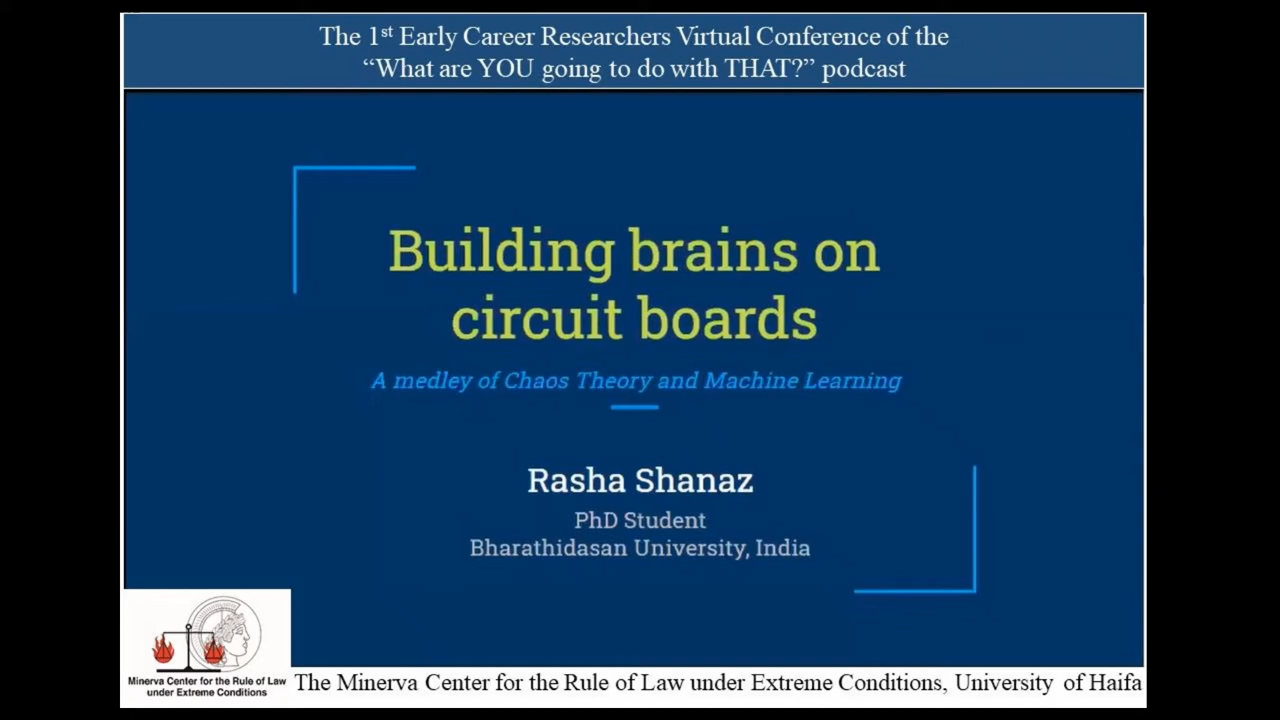 The 1st Early Career Researchers Virtual Conference of the
“What are YOU going to do with THAT?” podcast
Building brains on
circuit boards
A medley of Chaos Theory and Machine Learning
Rasha Shanaz
PhD Student
Bharathidasan University, India
Minerva Center for the Rule of Law
under Extreme Conditions
The Minerva Center for the Rule of Law under Extreme Conditions, University of Haifa